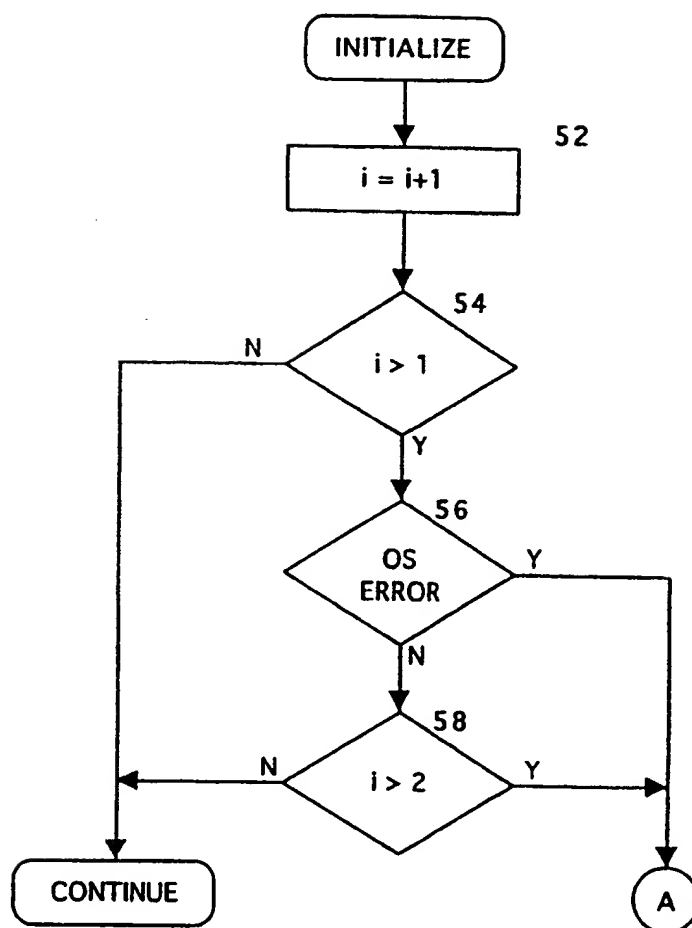 INITIALIZE
52
i = i+1
54
N
i > 1
Y
56
OS
ERROR
Y
N
58
N
i > 2
Y
CONTINUE
A